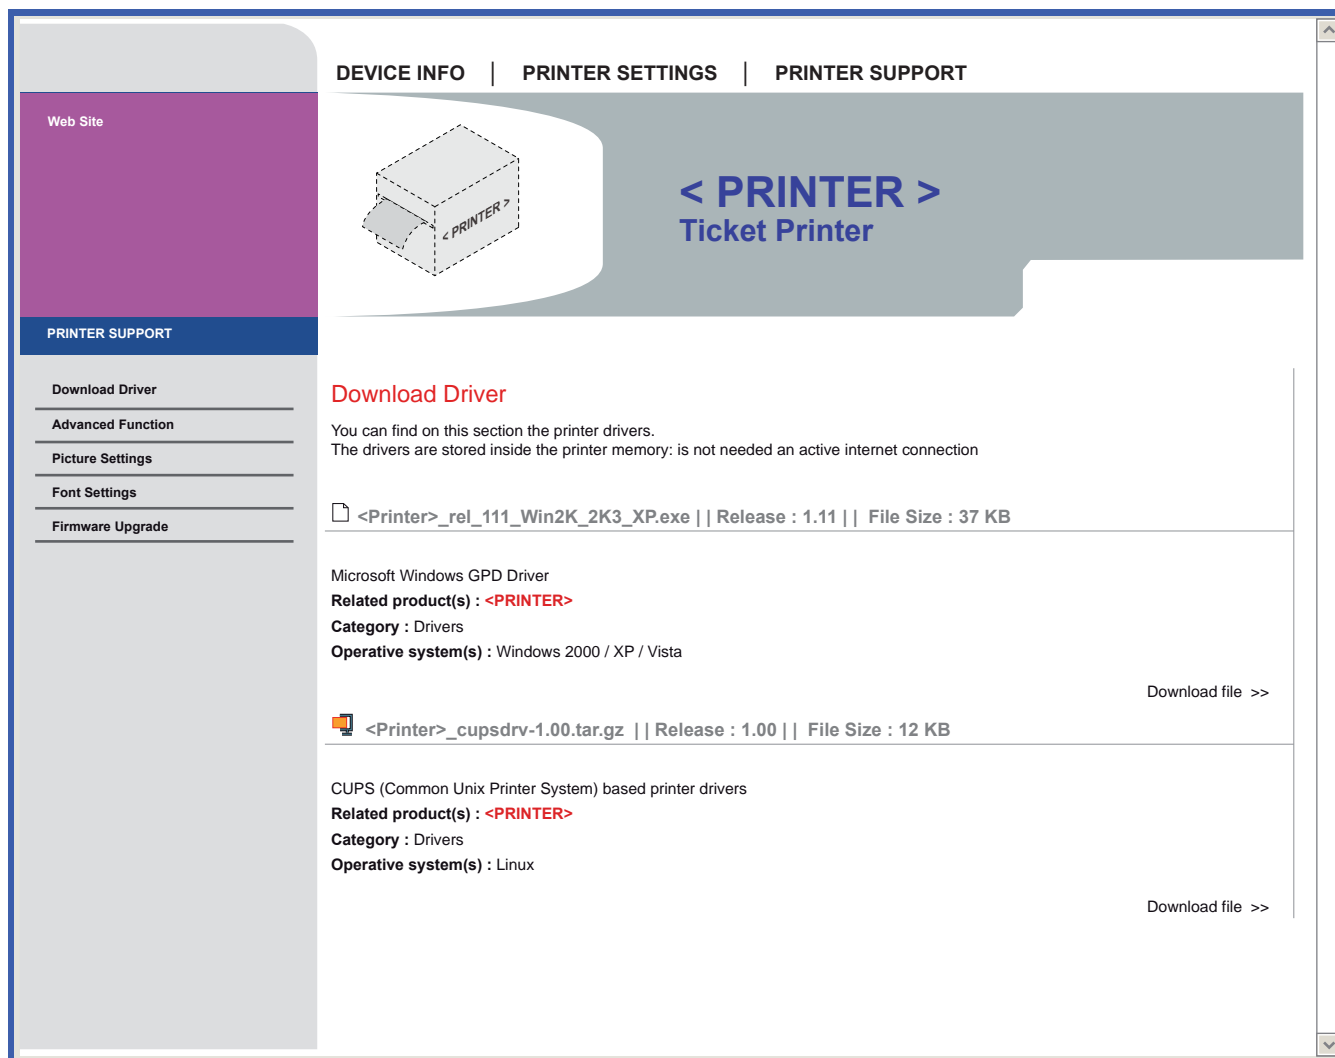 DEVICE INFO | PRINTER SETTINGS | PRINTER SUPPORT
Web Site
< PRINTER >
< PRINTER >
Ticket Printer
PRINTER SUPPORT
Download Driver
Advanced Function
Picture Settings
Font Settings
Firmware Upgrade
Download Driver
You can find on this section the printer drivers.
The drivers are stored inside the printer memory: is not needed an active internet connection
<Printer>_rel_111_Win2K_2K3_XP.exe | | Release : 1.11 | | File Size : 37 KB
Microsoft Windows GPD Driver
Related product(s) : <PRINTER>
Category : Drivers
Operative system(s) : Windows 2000 / XP / Vista
Download file >>
<Printer>_cupsdrv-1.00.tar.gz | | Release : 1.00 | | File Size : 12 KB
CUPS (Common Unix Printer System) based printer drivers
Related product(s) : <PRINTER>
Category : Drivers
Operative system(s) : Linux
Download file >>